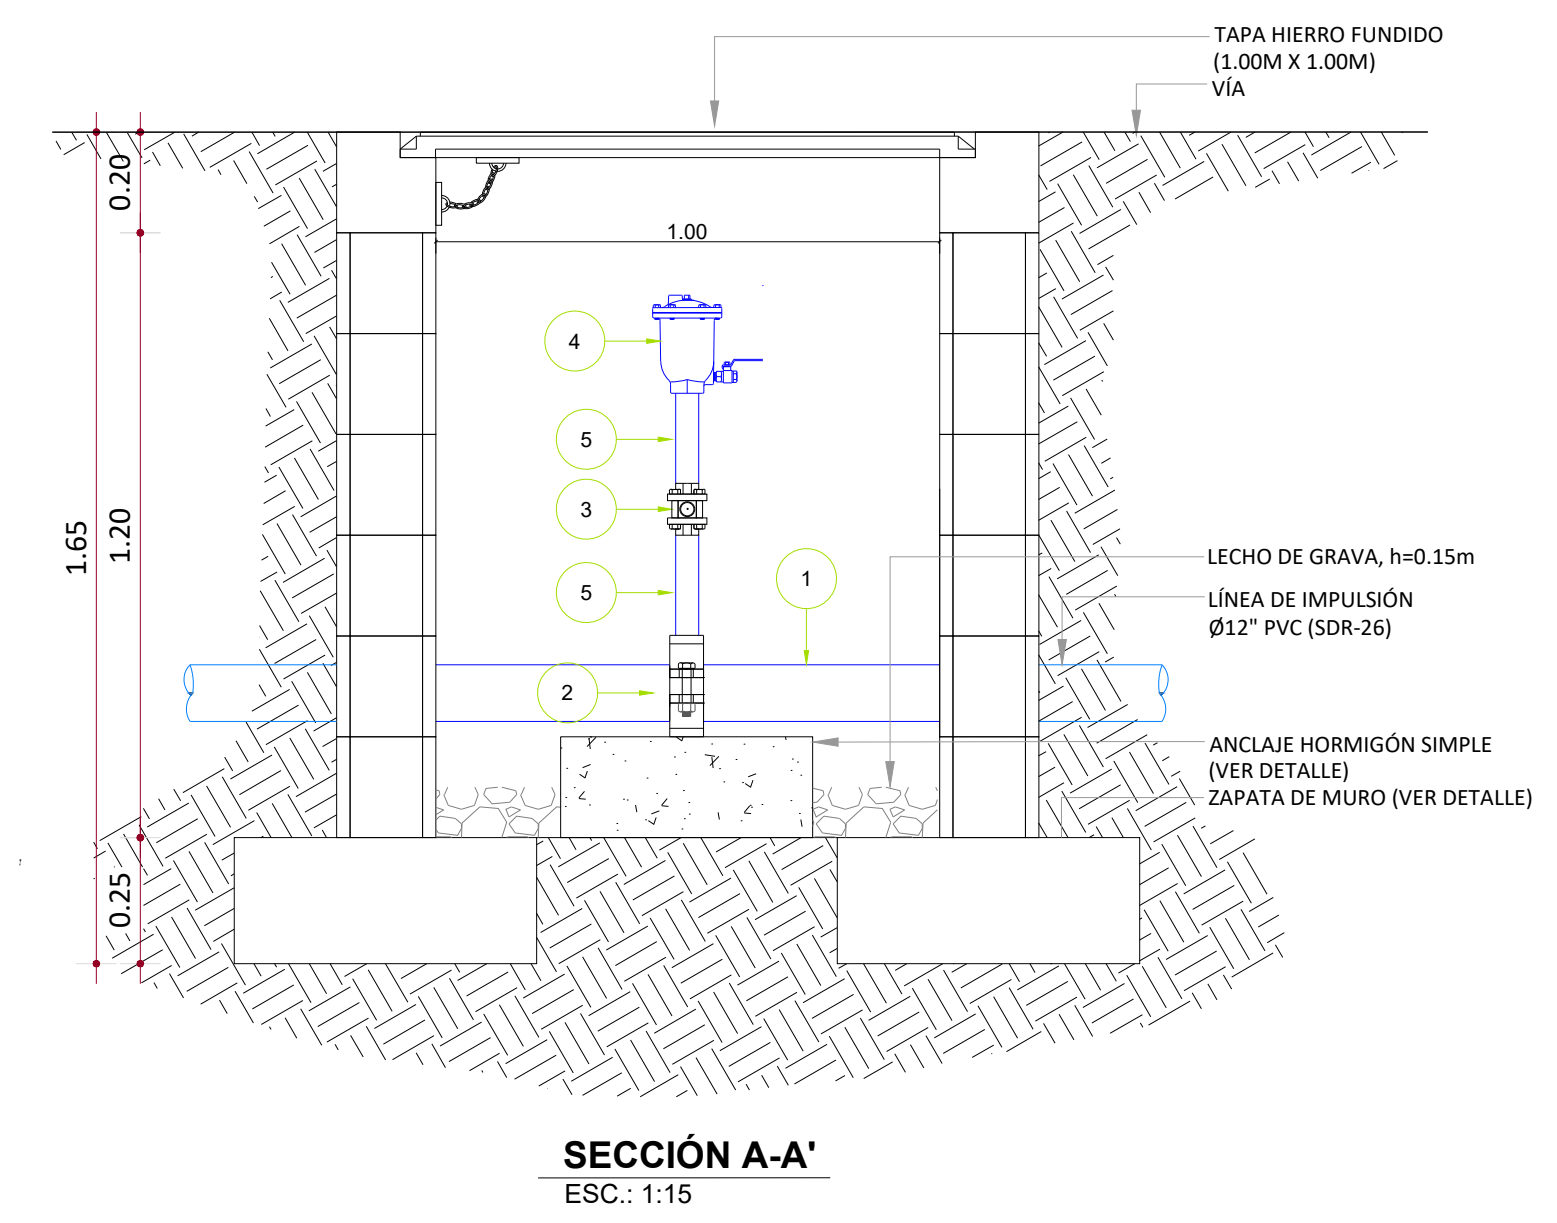 TAPA HIERRO FUNDIDO
(1.00M X 1.00M)
VÍA
0.20
1.00
4
5
3
1.20
1.65
5
1
LECHO DE GRAVA, h=0.15m
LÍNEA DE IMPULSIÓN
Ø12" PVC (SDR-26)
2
ANCLAJE HORMIGÓN SIMPLE
(VER DETALLE)
ZAPATA DE MURO (VER DETALLE)
0.25
SECCIÓN A-A'
ESC.: 1:15